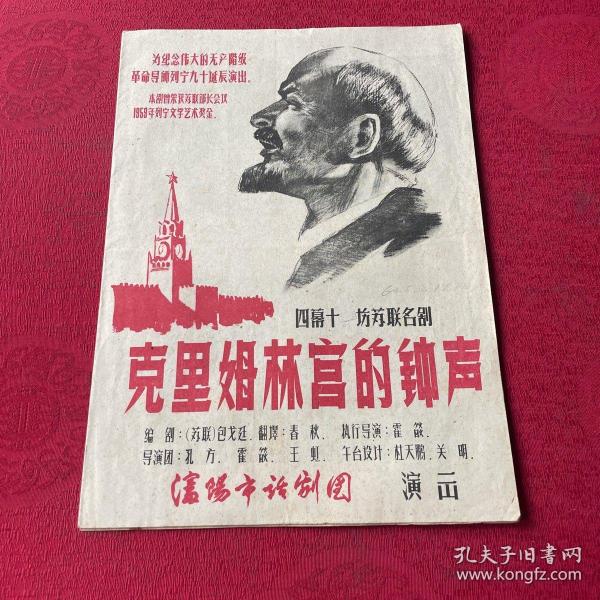 为纪念伟大的无产阶级
革命导师列宁九十诞辰演出.
本剧曾荣获苏联部长会议
1959年列宁文学艺术奖金.
四幕十一场苏联名剧
克里姆林宫的钟声
编剧:(苏联)包戈廷. 翻译:春秋. 执行导演:霍燄.
导演团:孔方. 霍燄. 王虹. 午台设计:杜天鹏. 关明.
沈陽市话剧团 演出
孔夫子旧书网
www.kongfz.com